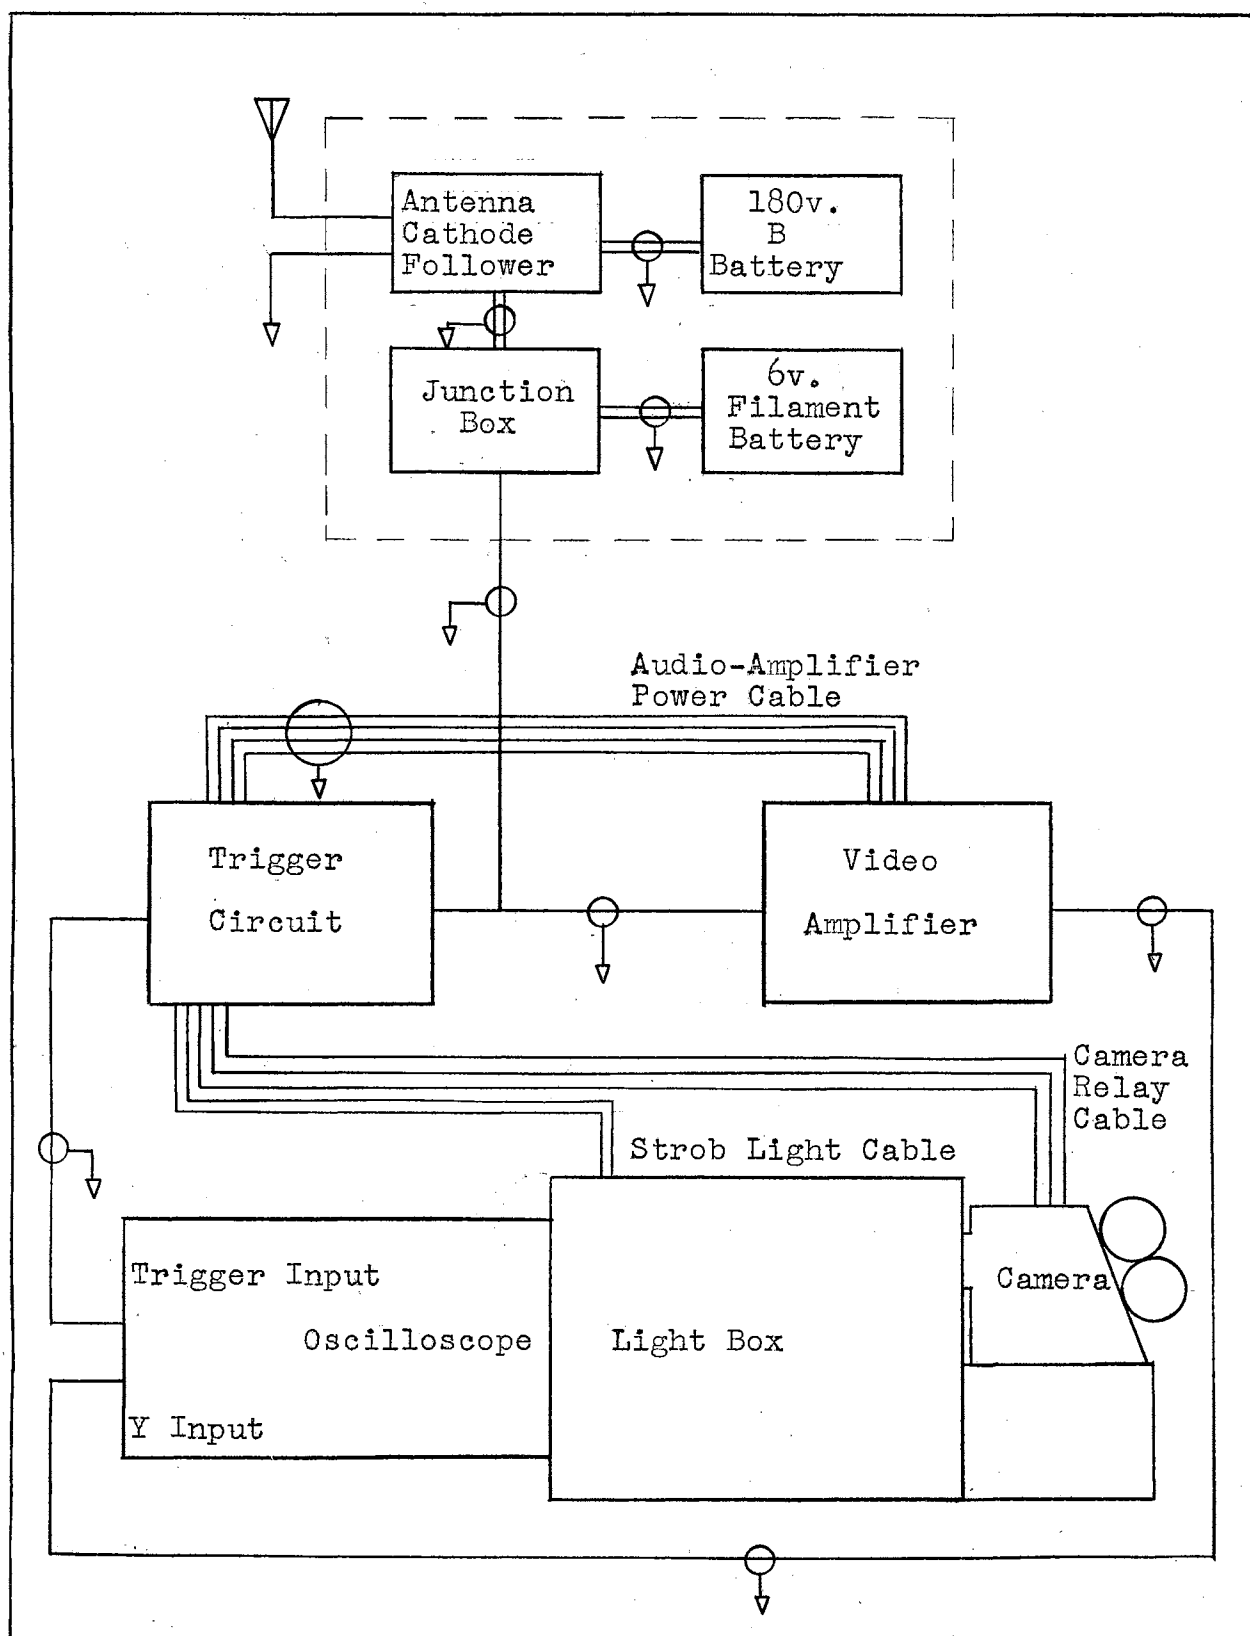 Antenna
Cathode
Follower
180v.
B
Battery
Junction
Box
6v.
Filament
Battery
Audio-Amplifier
Power Cable
Trigger
Circuit
Video
Amplifier
Camera
Relay
Cable
Strob Light Cable
Trigger Input
Oscilloscope
Y Input
Light Box
Camera